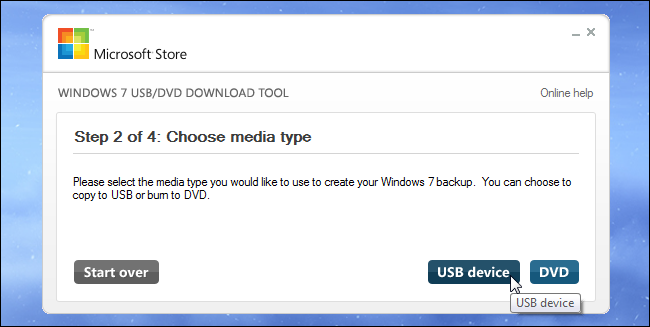 Microsoft Store
WINDOWS 7 USB/DVD DOWNLOAD TOOL
Online help
Step 2 of 4: Choose media type
Please select the media type you would like to use to create your Windows 7 backup. You can choose to
copy to USB or burn to DVD.
Start over
USB device
DVD
USB device